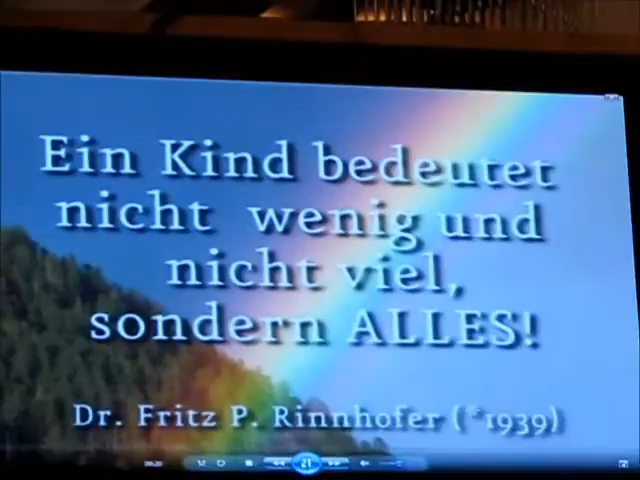 Ein Kind bedeutet
nicht wenig und
nicht viel,
sondern ALLES!
Dr. Fritz P. Rinnhofer (*1939)